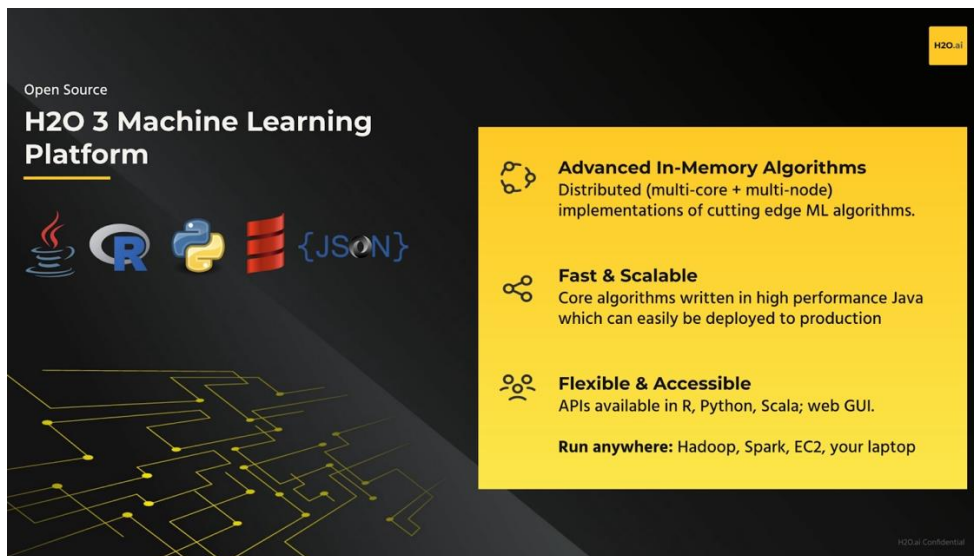 H2O.ai
Open Source
H2O 3 Machine Learning
Platform
R
{JSON}
Advanced In-Memory Algorithms
Distributed (multi-core + multi-node)
implementations of cutting edge ML algorithms.
Fast & Scalable
Core algorithms written in high performance Java
which can easily be deployed to production
Flexible & Accessible
APIs available in R, Python, Scala; web GUI.
Run anywhere: Hadoop, Spark, EC2, your laptop
H2O.ai Confidential